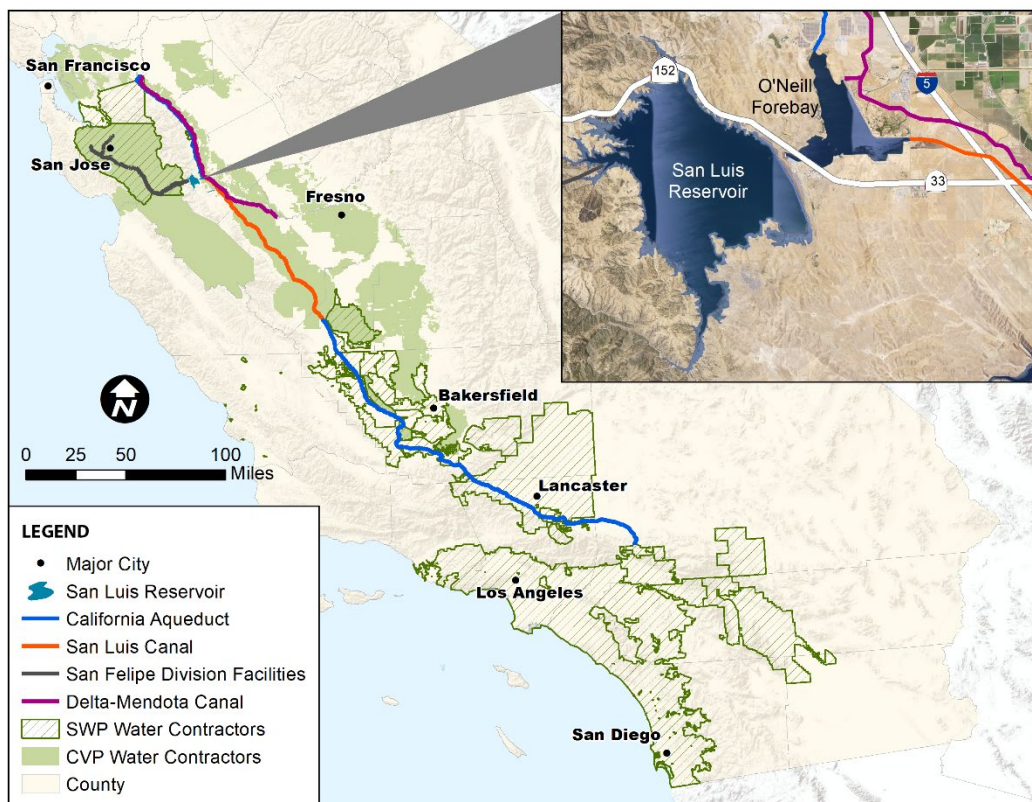 San Francisco
San Jose
Fresno
Bakersfield
Lancaster
Los Angeles
San Diego
152
O'Neill
Forebay
5
San Luis
Reservoir
33
N
0 25 50 100
Miles
LEGEND
Major City
San Luis Reservoir
California Aqueduct
San Luis Canal
San Felipe Division Facilities
Delta-Mendota Canal
SWP Water Contractors
CVP Water Contractors
County